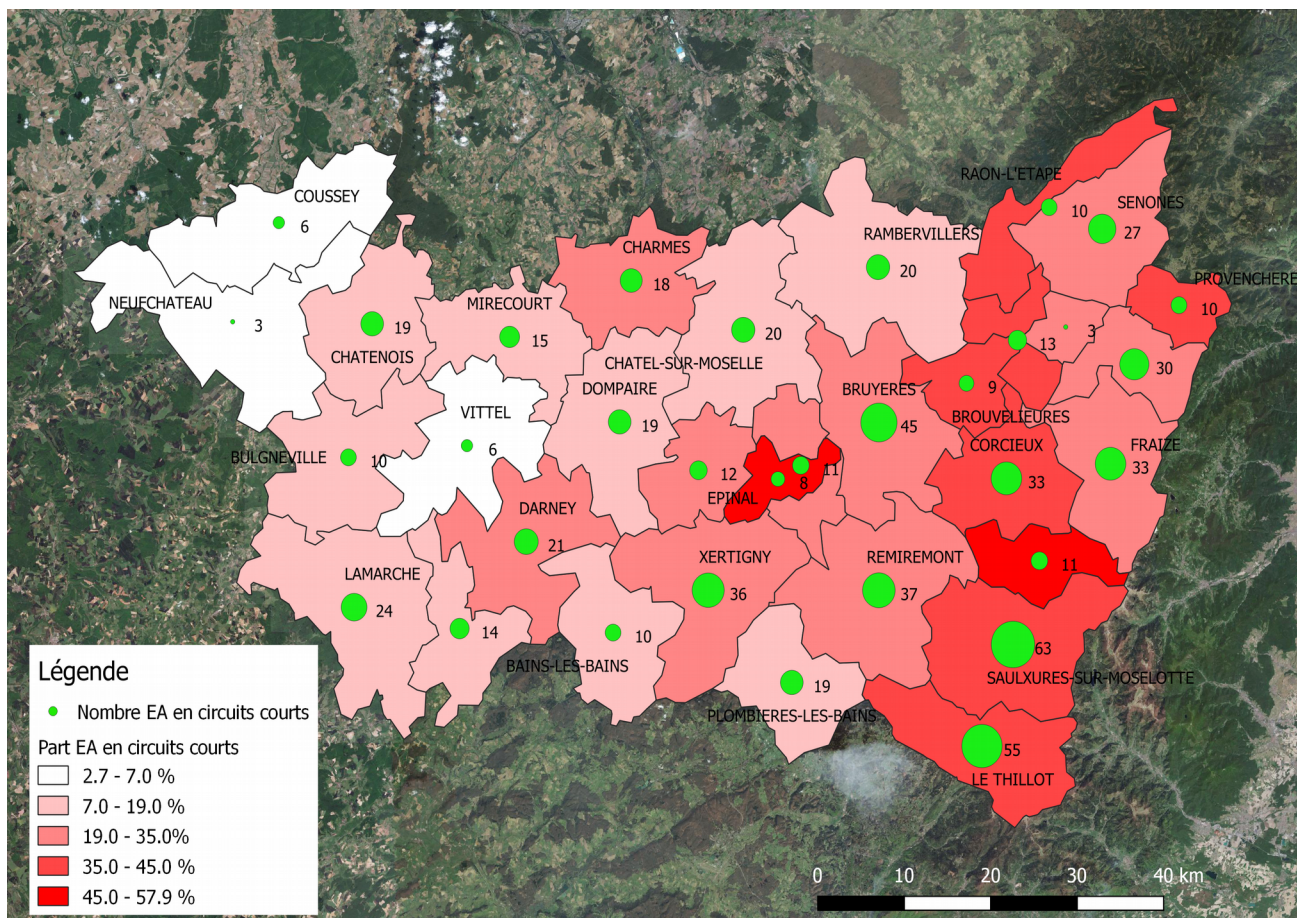 RAON-L'ETAPE
COUSSEY
6
10
SENONES
27
RAMBERVILLERS
20
CHARMES
18
PROVENCHERE
10
NEUFCHATEAU
3
MIRECOURT
15
19
CHATENOIS
20
3
13
CHATEL-SUR-MOSELLE
DOMPAIRE
19
30
BRUYERES
45
9
BROUVELIEURES
VITTEL
6
CORCIEUX
33
FRAIZE
33
BULGNEVILLE
10
12
11
8
EPINAL
DARNEY
21
XERTIGNY
36
REMIREMONT
37
11
LAMARCHE
24
14
10
BAINS-LES-BAINS
63
SAULXURES-SUR-MOSELOTTE
19
PLOMBIERES-LES-BAINS
55
LE THILLOT
Légende
Nombre EA en circuits courts
Part EA en circuits courts
2.7 - 7.0 %
7.0 - 19.0 %
19.0 - 35.0%
35.0 - 45.0 %
45.0 - 57.9 %
0 10 20 30 40 km